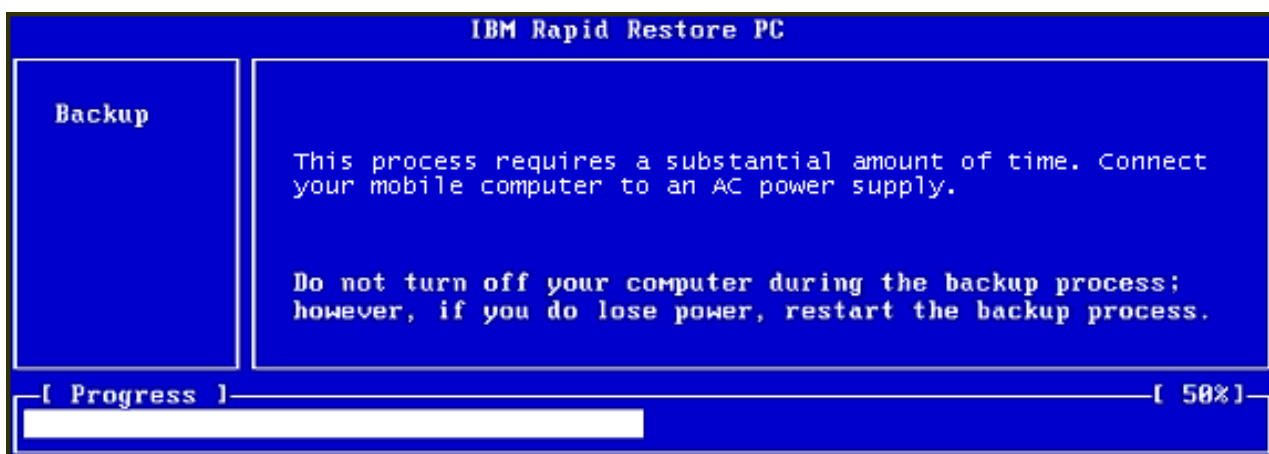 IBM Rapid Restore PC
Backup
This process requires a substantial amount of time. Connect
your mobile computer to an AC power supply.
Do not turn off your computer during the backup process;
however, if you do lose power, restart the backup process.
[ Progress ] [ 50%]